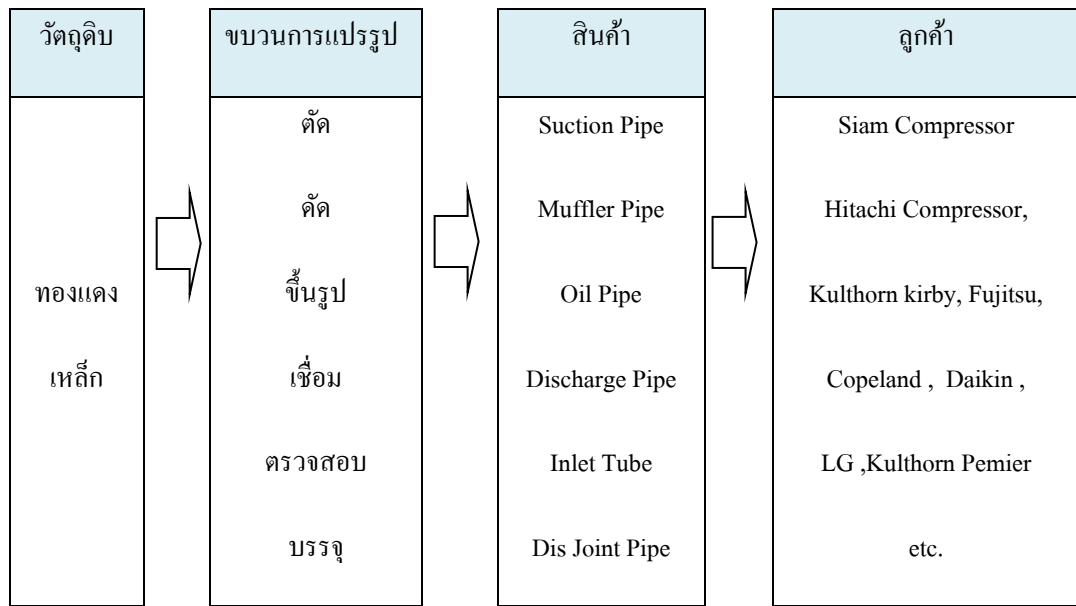 วัตถุดิบ
ทองแดง
เหล็ก
ขบวนการแปรรูป
ตัด
ดัด
ขึ้นรูป
เชื่อม
ตรวจสอบ
บรรจุ
สินค้า
Suction Pipe
Muffler Pipe
Oil Pipe
Discharge Pipe
Inlet Tube
Dis Joint Pipe
ลูกค้า
Siam Compressor
Hitachi Compressor,
Kulthorn kirby, Fujitsu,
Copeland , Daikin ,
LG ,Kulthorn Pemier
etc.